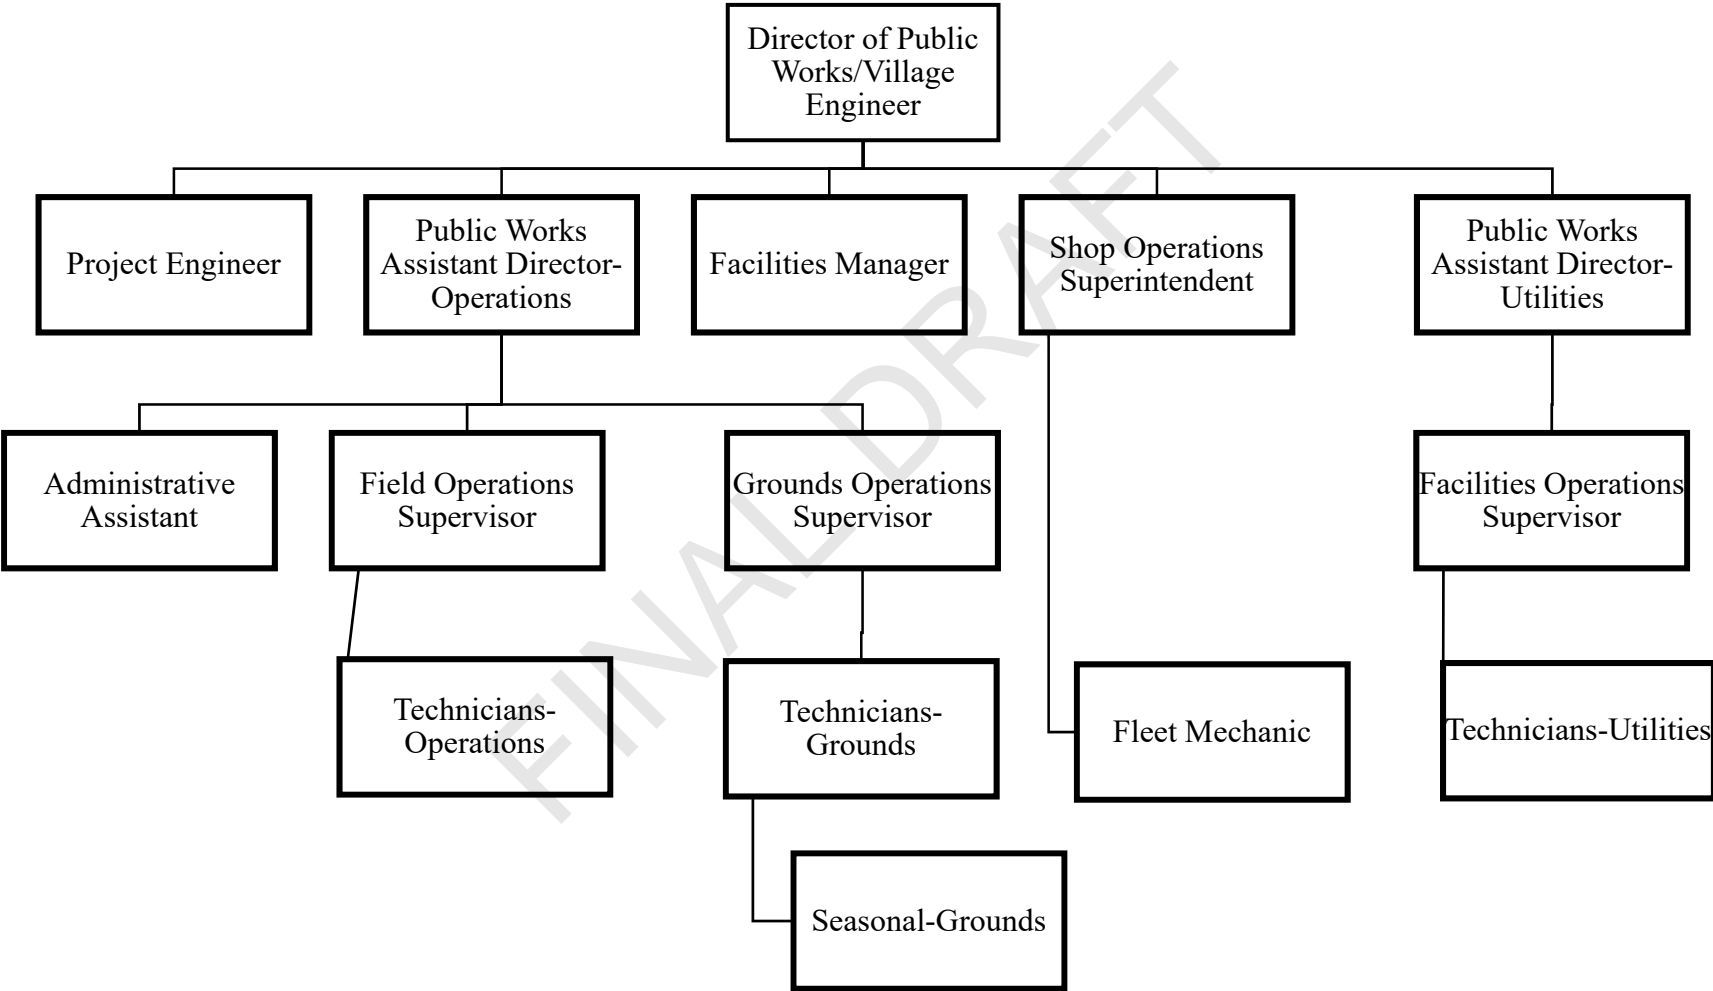 Director of Public
Works/Village
Engineer
Project Engineer
Public Works
Assistant Director-
Operations
Facilities Manager
Shop Operations
Superintendent
Public Works
Assistant Director-
Utilities
Administrative
Assistant
Field Operations
Supervisor
Grounds Operations
Supervisor
Facilities Operations
Supervisor
Technicians-
Operations
Technicians-
Grounds
Fleet Mechanic
Technicians-Utilities
Seasonal-Grounds
FINAL DRAFT